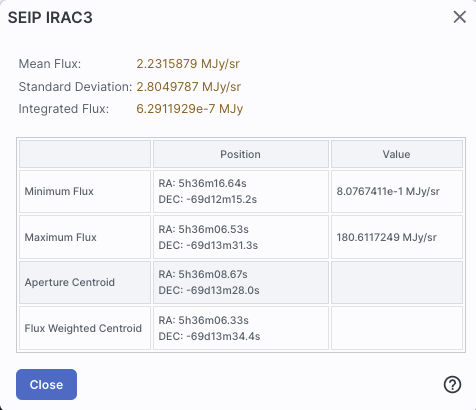 SEIP IRAC3
Mean Flux: 2.2315879 MJy/sr
Standard Deviation: 2.8049787 MJy/sr
Integrated Flux: 6.2911929e-7 MJy
Position Value
Minimum Flux RA: 5h36m16.64s DEC: -69d12m15.2s 8.0767411e-1 MJy/sr
Maximum Flux RA: 5h36m06.53s DEC: -69d13m31.3s 180.6117249 MJy/sr
Aperture Centroid RA: 5h36m08.67s DEC: -69d13m28.0s
Flux Weighted Centroid RA: 5h36m06.33s DEC: -69d13m34.4s
Close